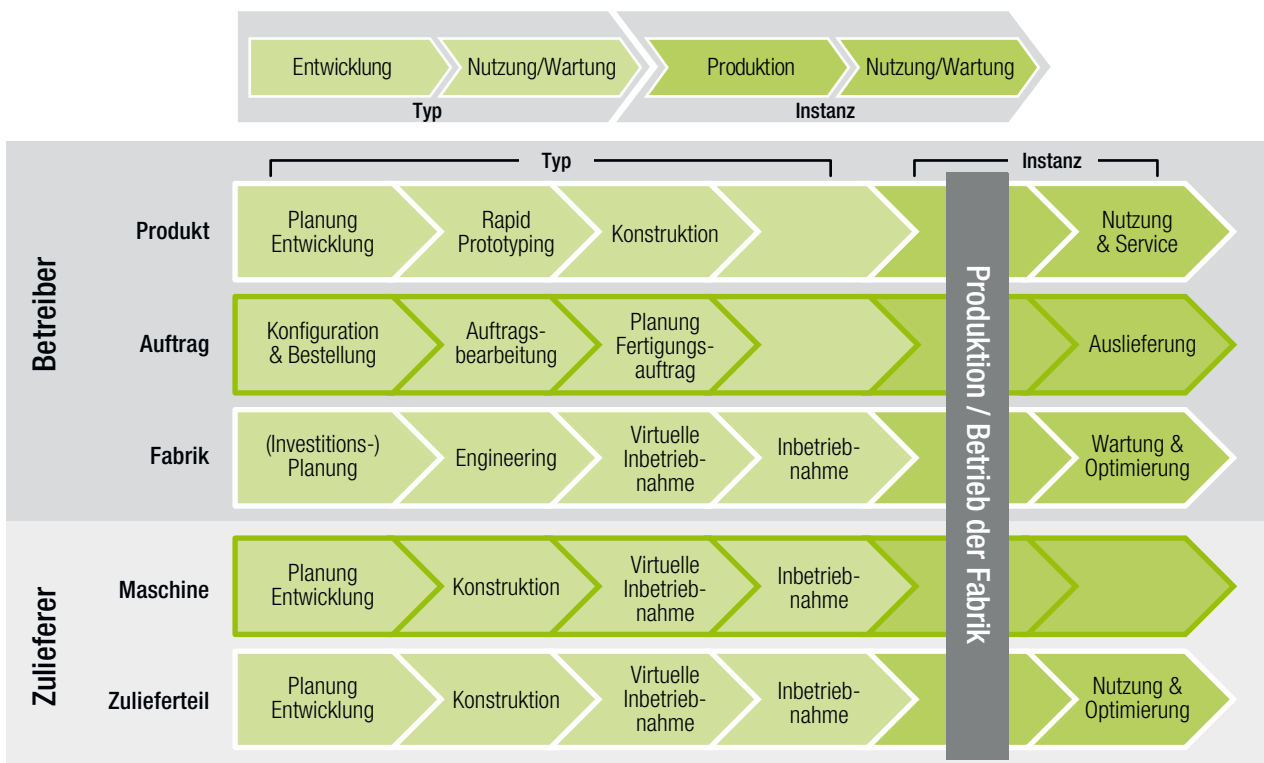 Entwicklung
Nutzung/Wartung
Produktion
Nutzung/Wartung
Typ
Instanz
Typ
Instanz
Betreiber
Produkt
Planung
Entwicklung
Rapid
Prototyping
Konstruktion
Nutzung
& Service
Auftrag
Konfiguration
& Bestellung
Auftrags-
bearbeitung
Planung
Fertigungs-
auftrag
Auslieferung
Fabrik
(Investitions-)
Planung
Engineering
Virtuelle
Inbetrieb-
nahme
Inbetrieb-
nahme
Wartung &
Optimierung
Produktion / Betrieb der Fabrik
Zulieferer
Maschine
Planung
Entwicklung
Konstruktion
Virtuelle
Inbetrieb-
nahme
Inbetrieb-
nahme
Zulieferteil
Planung
Entwicklung
Konstruktion
Virtuelle
Inbetrieb-
nahme
Inbetrieb-
nahme
Nutzung &
Optimierung